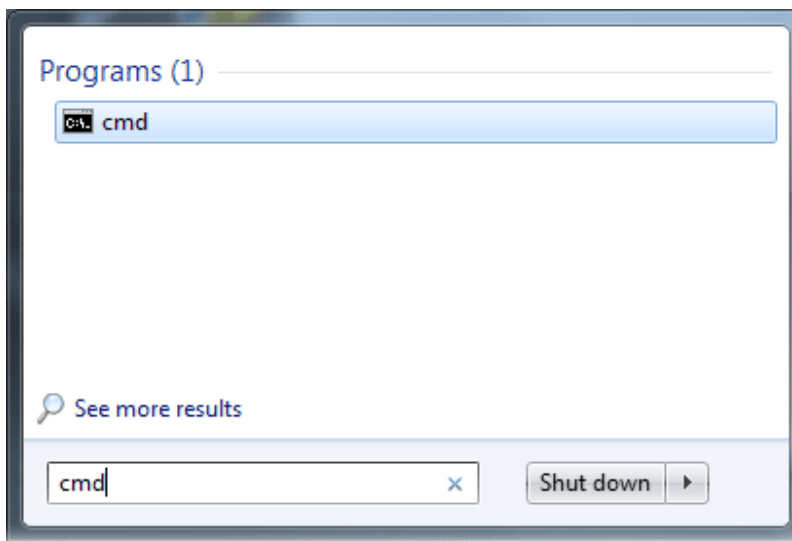 Programs (1)
C:\.
cmd
See more results
cmd
Shut down